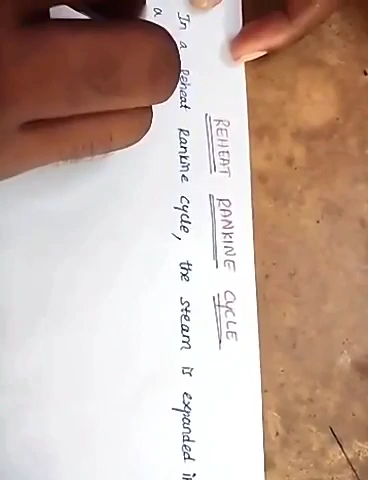 REHEAT RANKINE CYCLE
In a Reheat Rankine cycle, the steam is expanded in
a